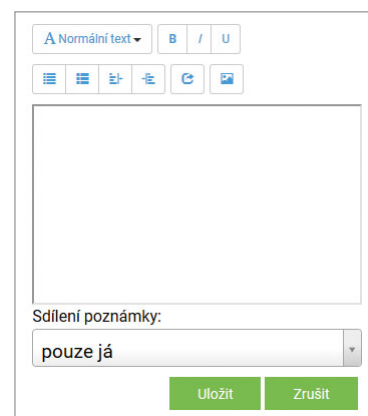 A Normální text B I U
Sdílení poznámky:
pouze já
Uložit Zrušit